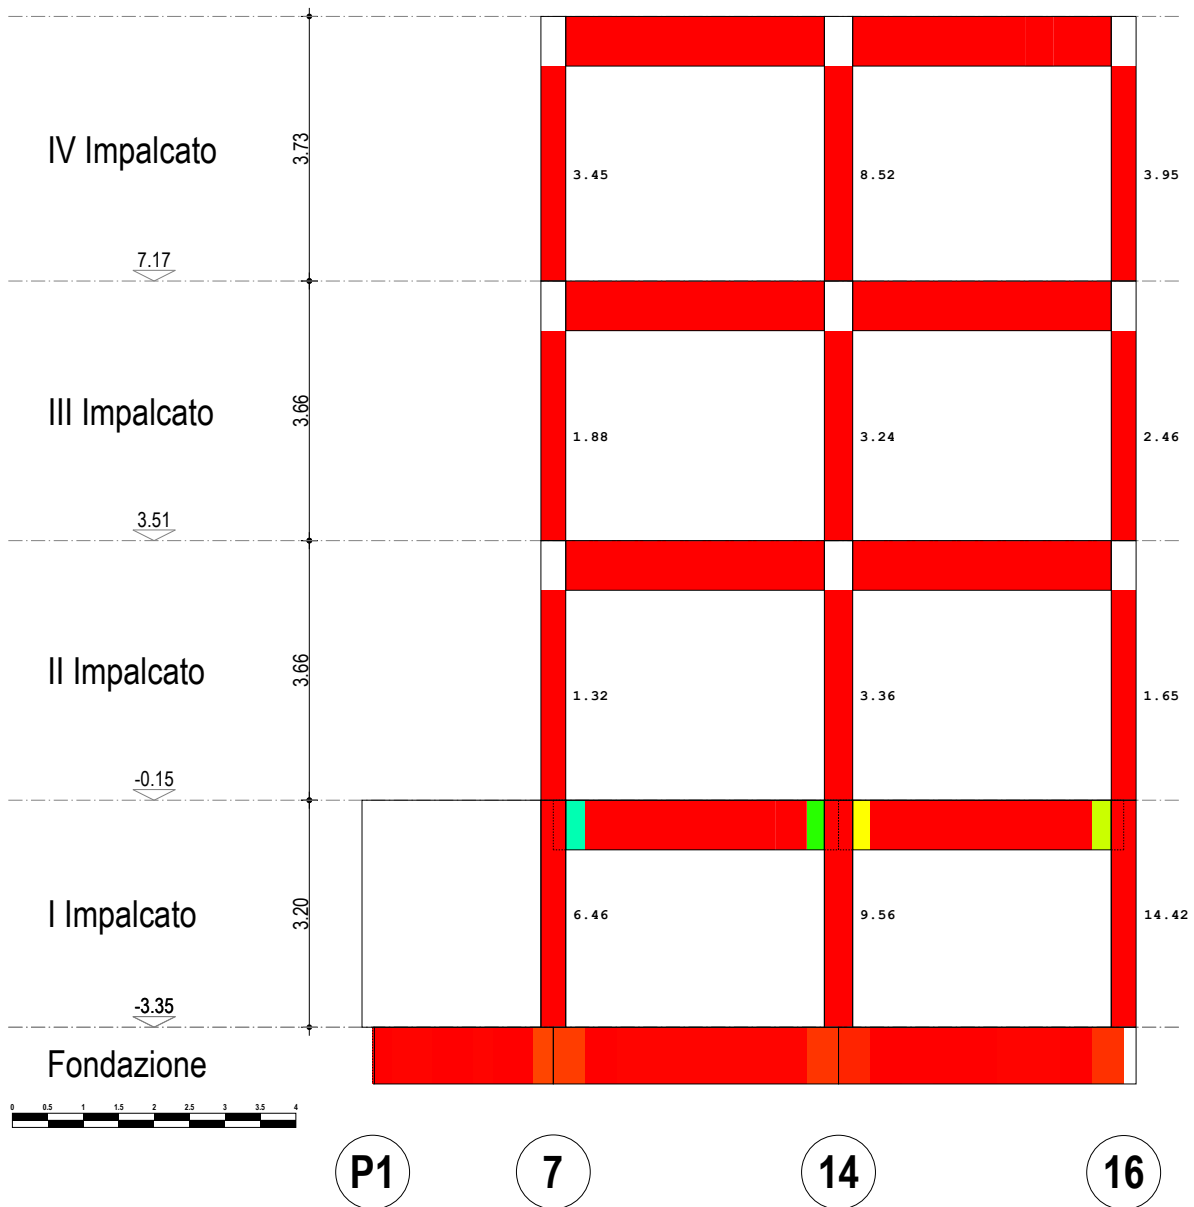 IV Impalcato
3.73
3.45
8.52
3.95
7.17
III Impalcato
3.66
1.88
3.24
2.46
3.51
II Impalcato
3.66
1.32
3.36
1.65
-0.15
I Impalcato
3.20
6.46
9.56
14.42
-3.35
Fondazione
0 0.5 1 1.5 2 2.5 3 3.5 4
P1 7 14 16